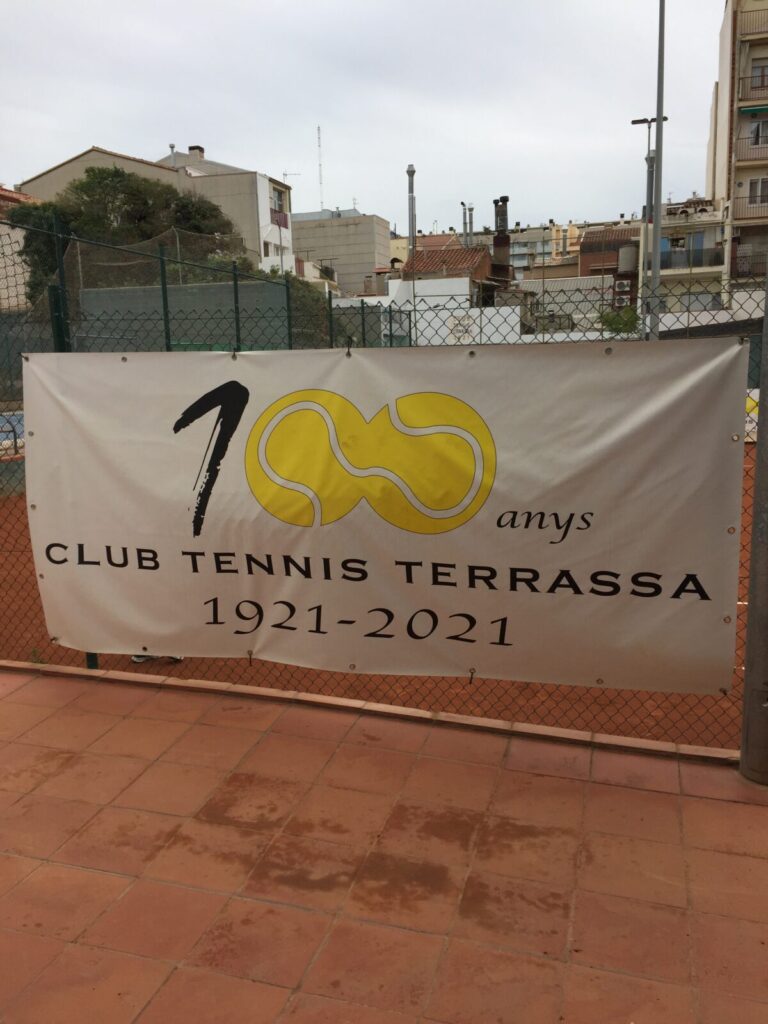 100 anys
CLUB TENNIS TERRASSA
1921-2021